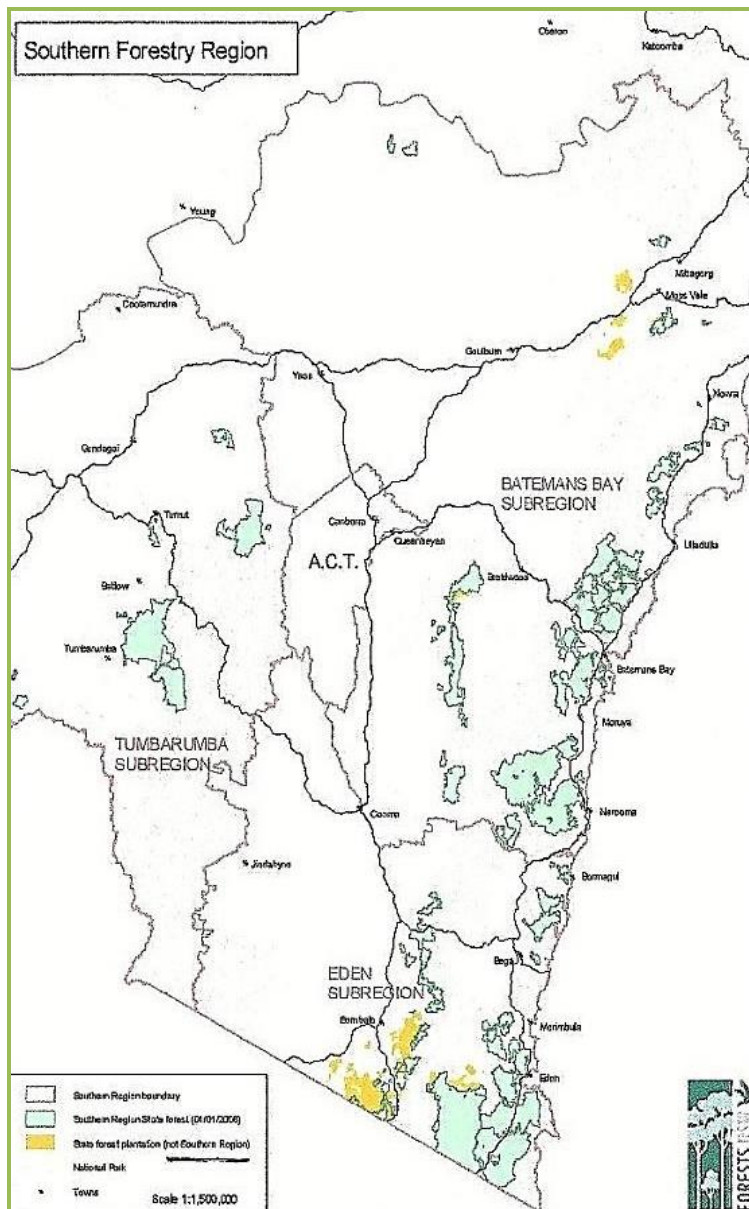 Southern Forestry Region
Oberon
Katoomba
Young
Mittagong
Moss Vale
Cootamundra
Goulburn
Yass
Nowra
Gundagai
BATEMANS BAY
SUBREGION
Tumut
Canberra
Queanbeyan
Ulladulla
A.C.T.
Braidwood
Batlow
Tumbarumba
Batemans Bay
Moruya
TUMBARUMBA
SUBREGION
Cooma
Narooma
Jindabyne
Bermagui
Bega
EDEN
SUBREGION
Bombala
Merimbula
Eden
Southern Region boundary
Southern Region State forest (01/01/2006)
State forest plantation (not Southern Region)
National Park
Towns
Scale 1:1,500,000
FORESTS NSW